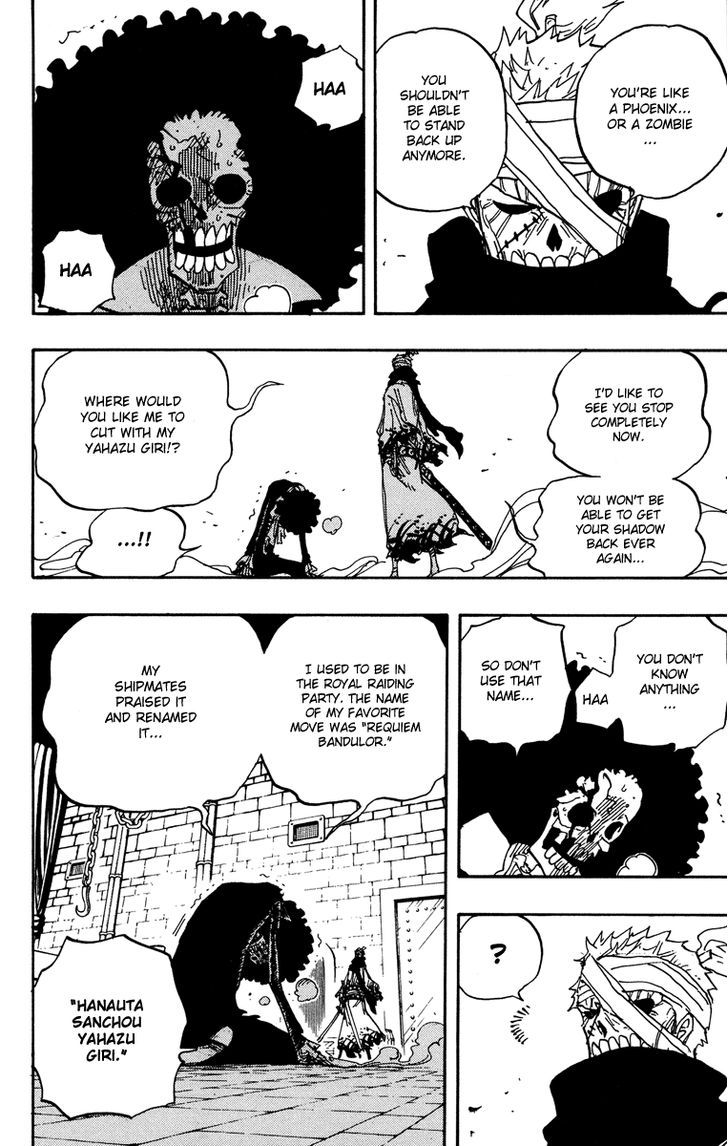 YOU'RE LIKE
A PHOENIX...
OR A ZOMBIE
...
YOU
SHOULDN'T
BE ABLE
TO STAND
BACK UP
ANYMORE.
HAA
HAA
I'D LIKE TO
SEE YOU STOP
COMPLETELY
NOW.
YOU WON'T BE
ABLE TO GET
YOUR SHADOW
BACK EVER
AGAIN...
WHERE WOULD
YOU LIKE ME TO
CUT WITH MY
YAHAZU GIRI!?
...!!
YOU DON'T
KNOW
ANYTHING
...
HAA
SO DON'T
USE THAT
NAME...
?
I USED TO BE IN
THE ROYAL RAIDING
PARTY. THE NAME
OF MY FAVORITE
MOVE WAS "REQUIEM
BANDULOR."
MY
SHIPMATES
PRAISED IT
AND RENAMED
IT...
"HANAUTA
SANCHOU
YAHAZU
GIRI."